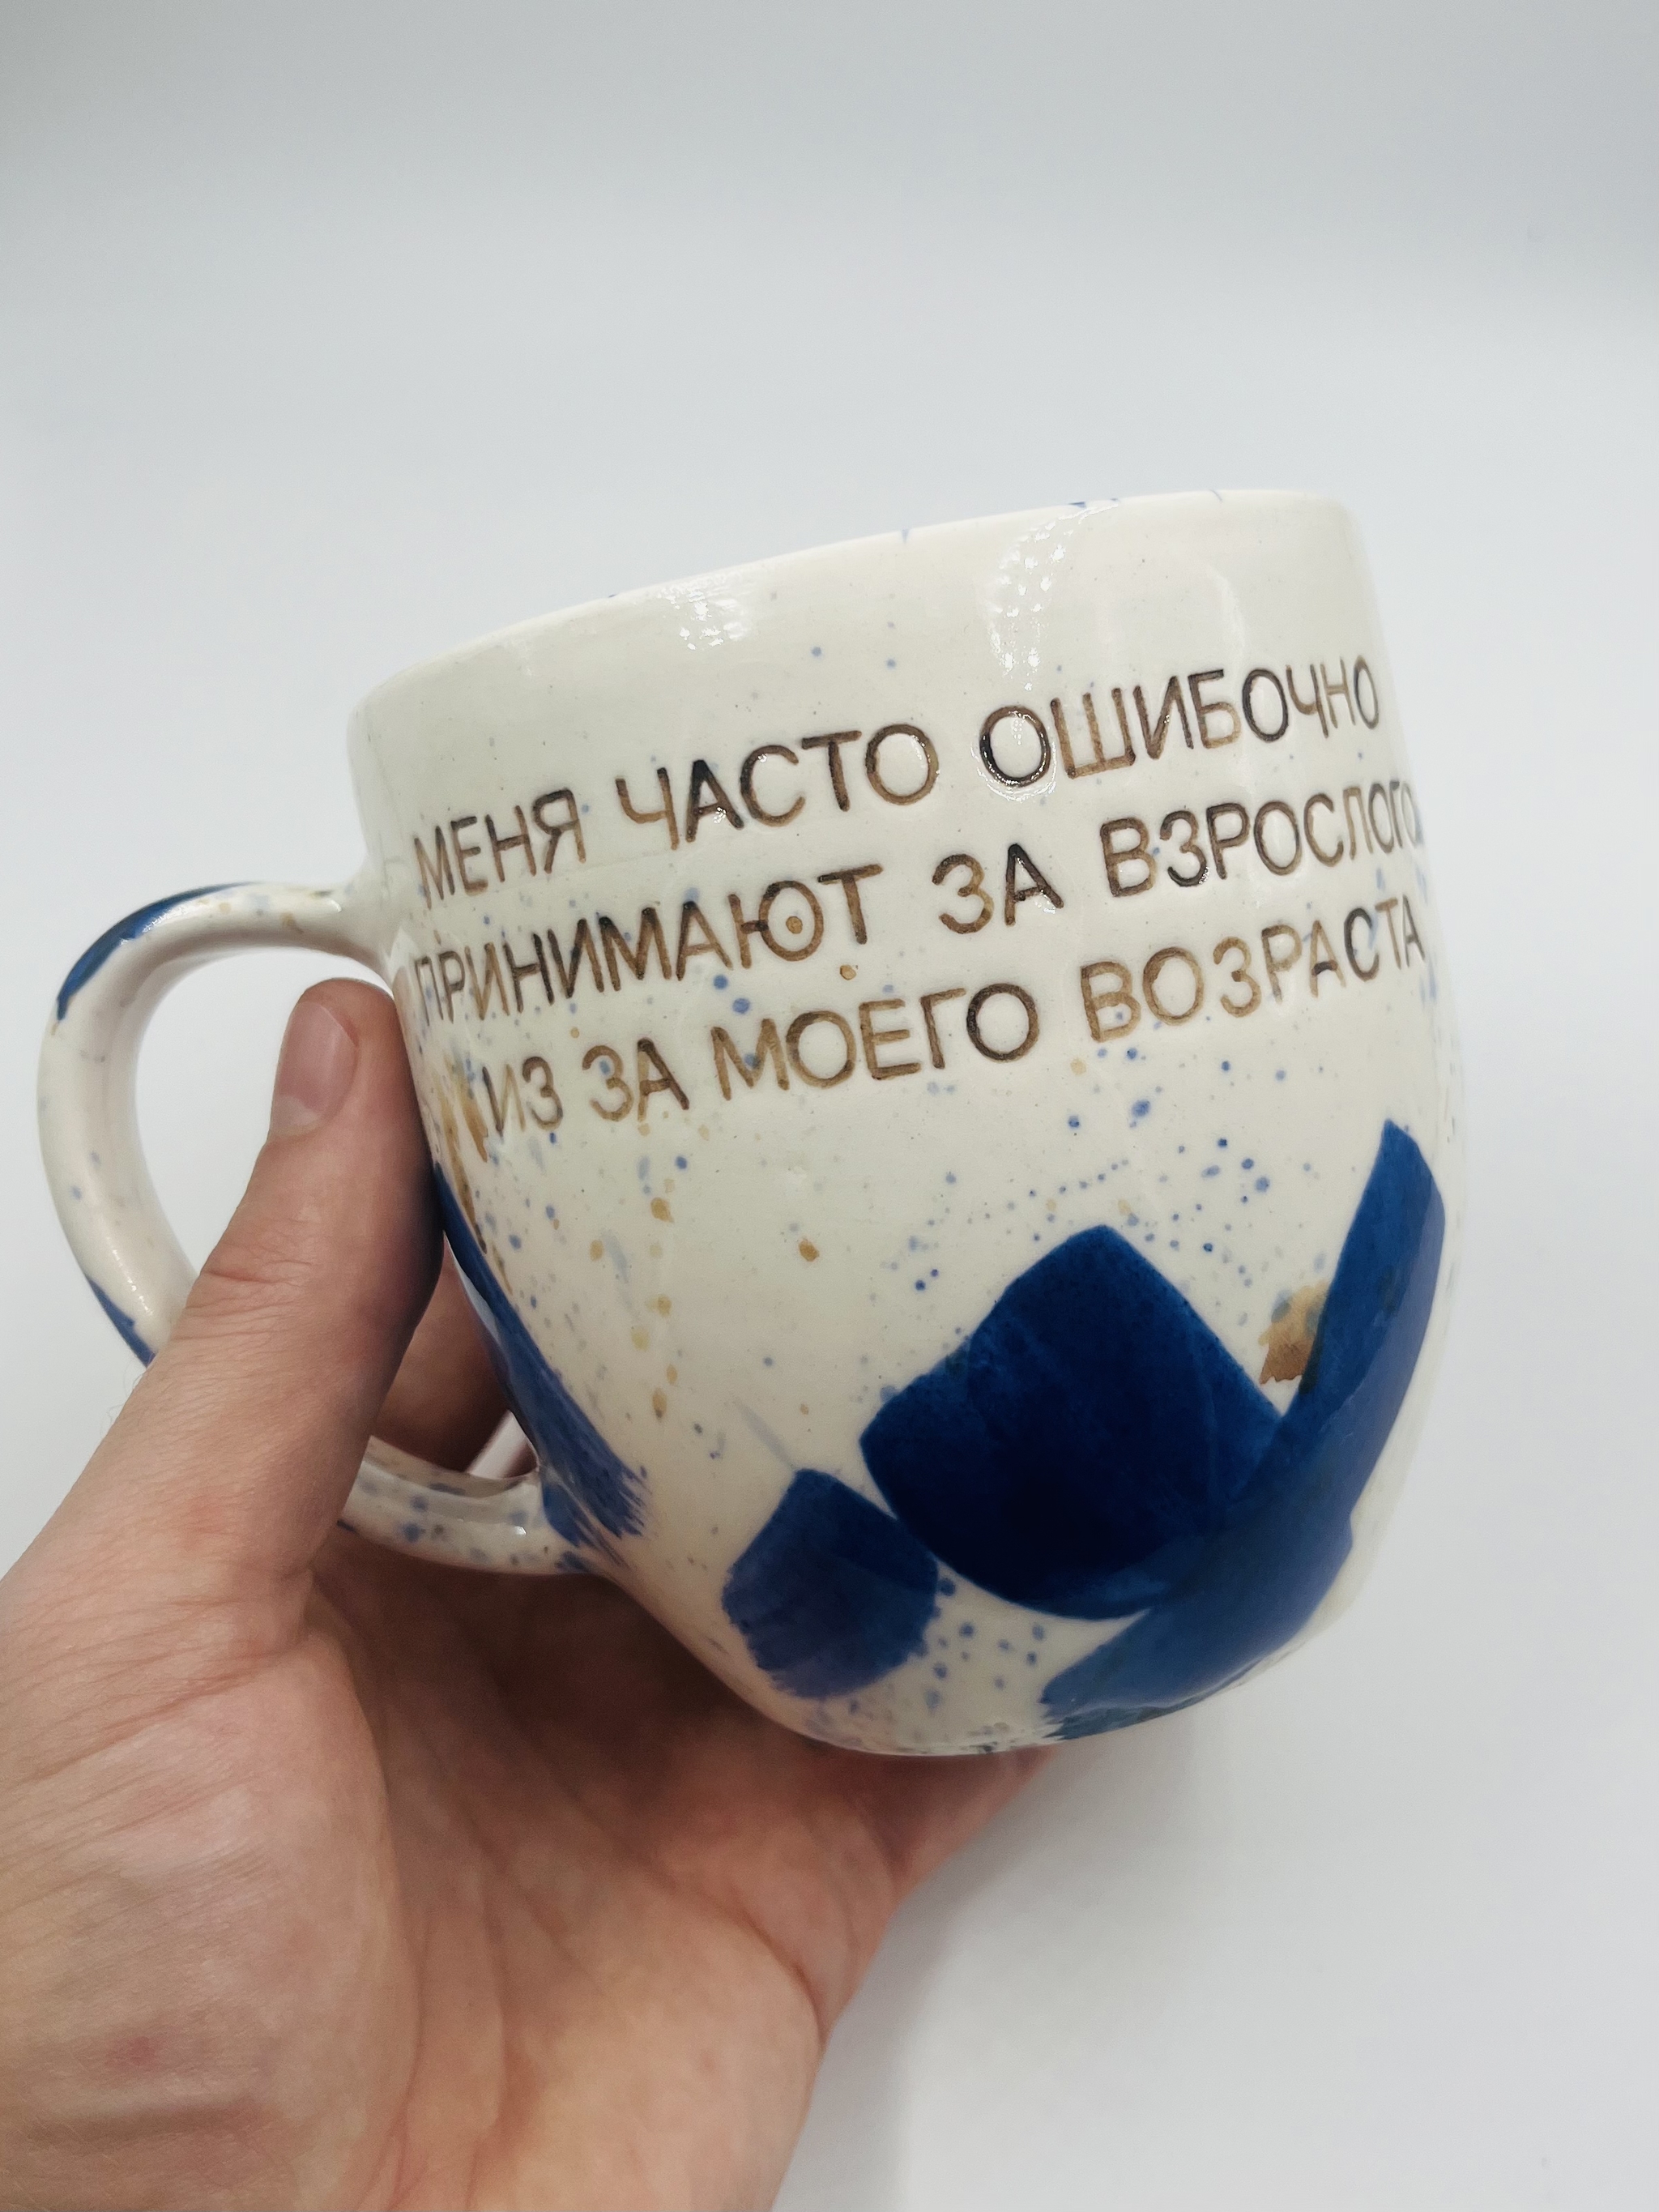 МЕНЯ ЧАСТО ОШИБОЧНО
ПРИНИМАЮТ ЗА ВЗРОСЛОГО
ИЗ ЗА МОЕГО ВОЗРАСТА